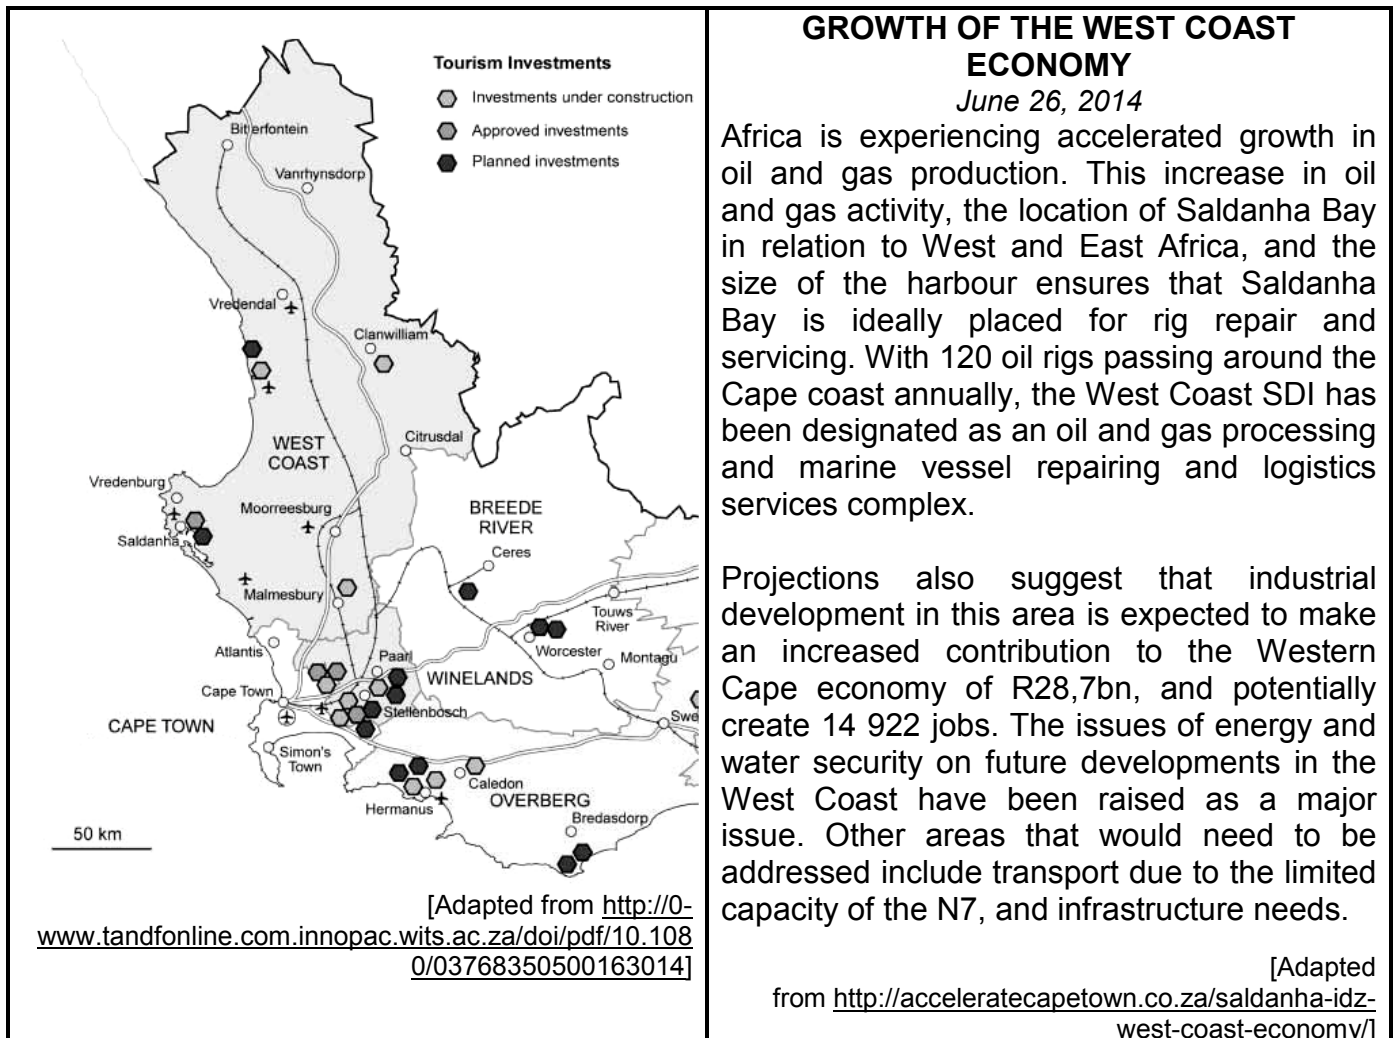 Tourism Investments
Investments under construction
Approved investments
Planned investments
Bitterfontein
Vanrhynsdorp
Vredendal
Clanwilliam
Citrusdal
WEST
COAST
Vredenburg
Moorreesburg
Saldanha
BREEDE
RIVER
Ceres
Malmesbury
Touws
River
Atlantis
Paarl
Worcester
Montagu
Cape Town
WINELANDS
Stellenbosch
Swe
CAPE TOWN
Simon's
Town
Caledon
Hermanus
OVERBERG
Bredasdorp
50 km
[Adapted from http://0-
www.tandfonline.com.innopac.wits.ac.za/doi/pdf/10.108
0/03768350500163014]
GROWTH OF THE WEST COAST
ECONOMY
June 26, 2014
Africa is experiencing accelerated growth in
oil and gas production. This increase in oil
and gas activity, the location of Saldanha Bay
in relation to West and East Africa, and the
size of the harbour ensures that Saldanha
Bay is ideally placed for rig repair and
servicing. With 120 oil rigs passing around the
Cape coast annually, the West Coast SDI has
been designated as an oil and gas processing
and marine vessel repairing and logistics
services complex.
Projections also suggest that industrial
development in this area is expected to make
an increased contribution to the Western
Cape economy of R28,7bn, and potentially
create 14 922 jobs. The issues of energy and
water security on future developments in the
West Coast have been raised as a major
issue. Other areas that would need to be
addressed include transport due to the limited
capacity of the N7, and infrastructure needs.
[Adapted
from http://acceleratecapetown.co.za/saldanha-idz-
west-coast-economy/]